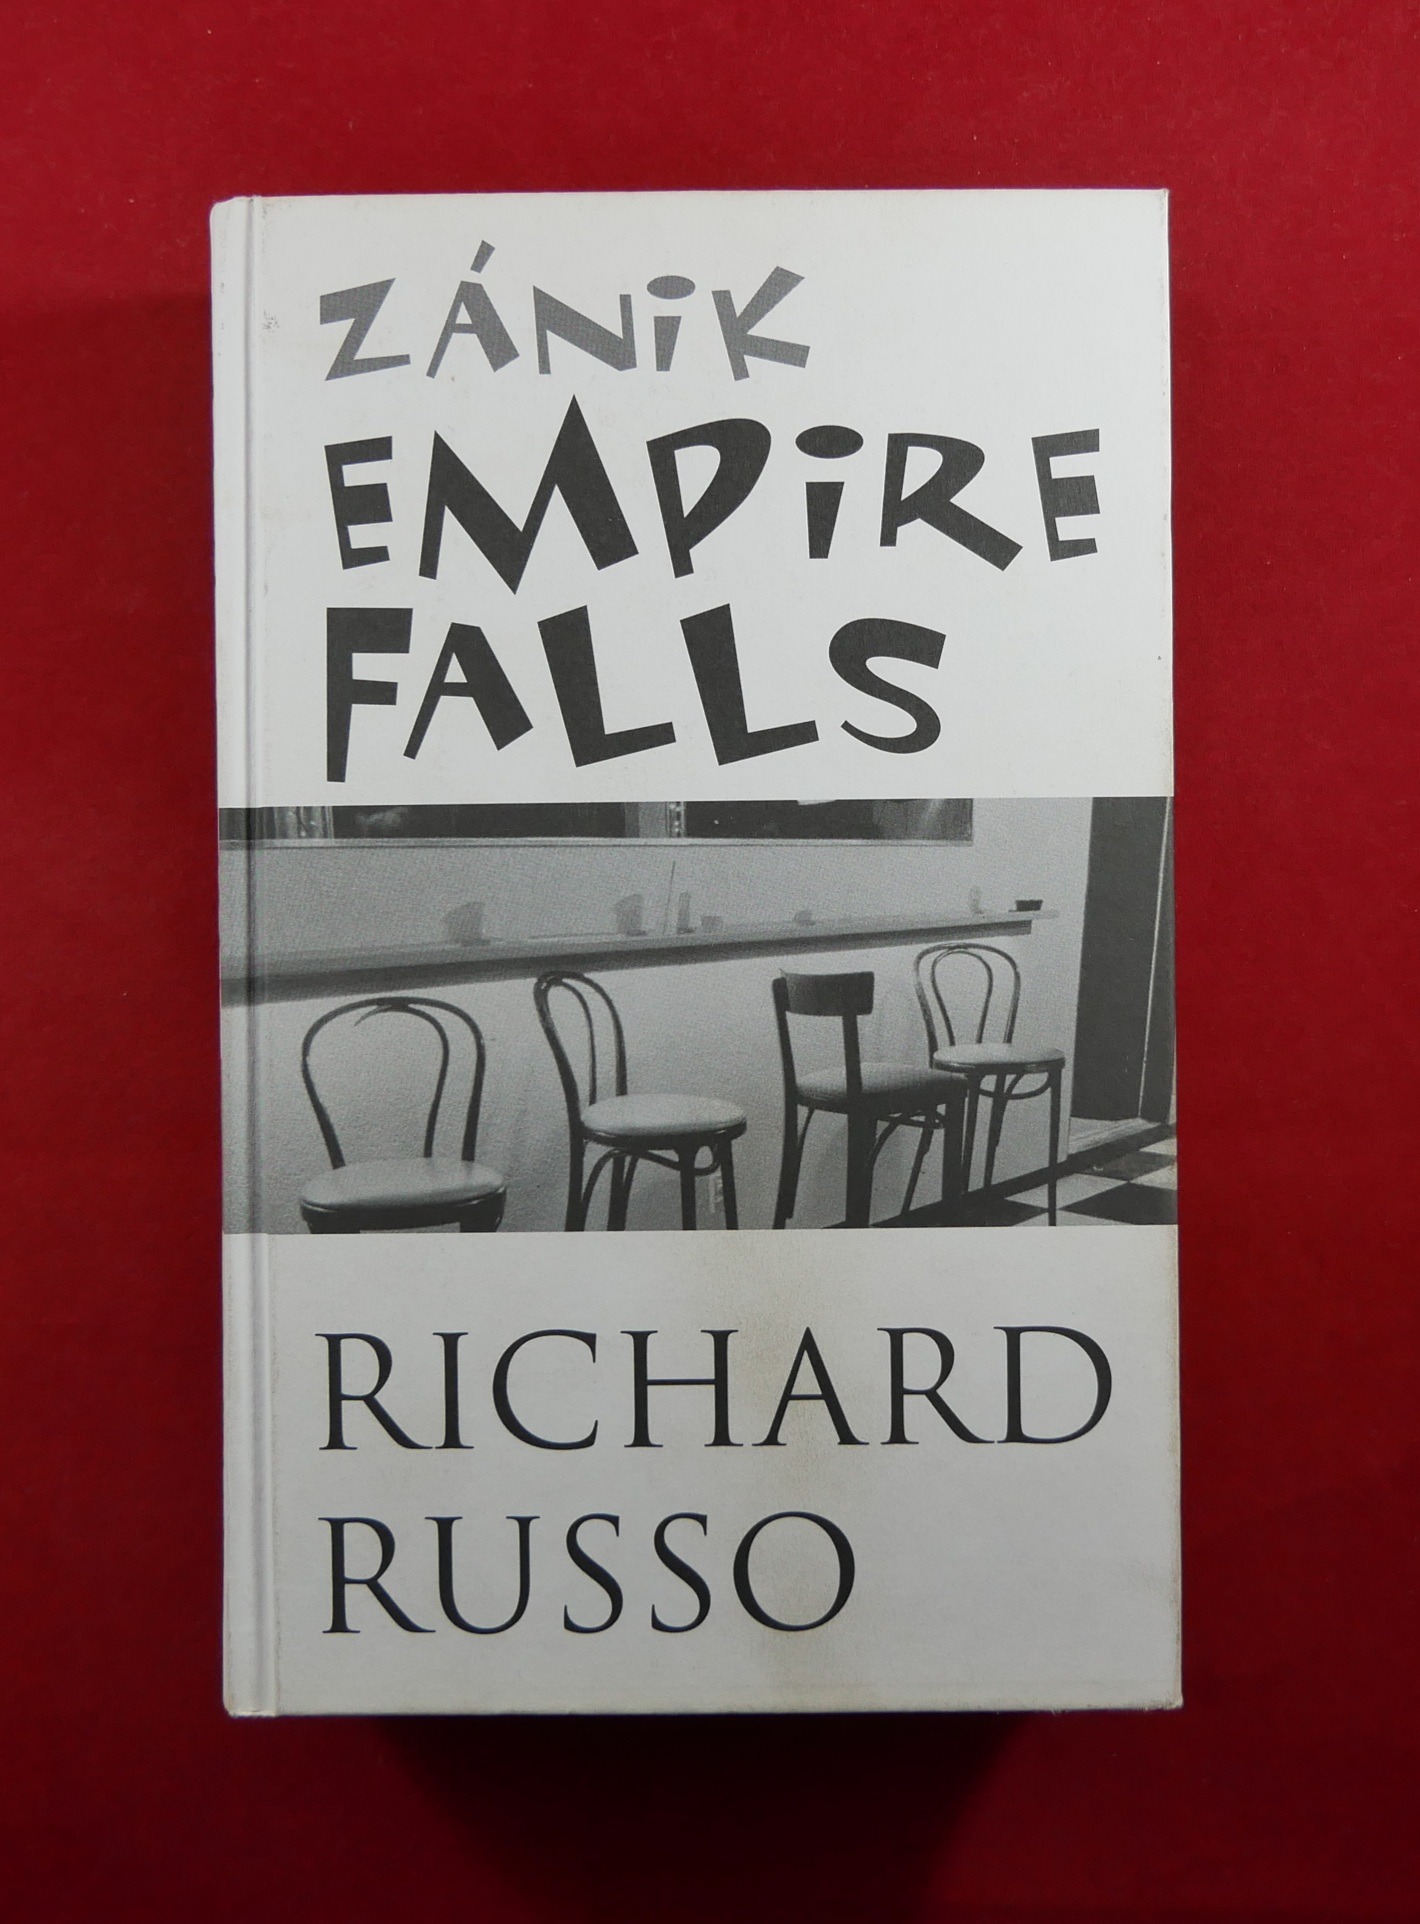 ZÁNiK
EMPiRE
FALLS
RICHARD
RUSSO